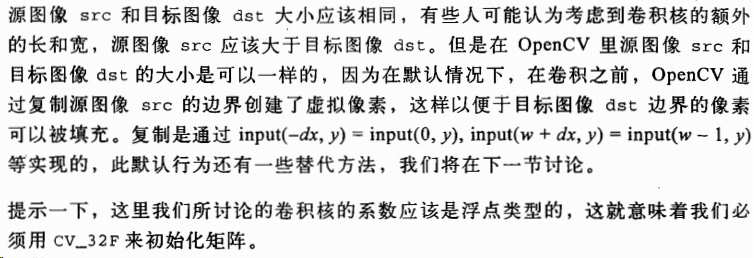 源图像 src 和目标图像 dst 大小应该相同，有些人可能认为考虑到卷积核的额外
的长和宽，源图像 src 应该大于目标图像 dst。但是在 OpenCV 里源图像 src 和
目标图像 dst 的大小是可以一样的，因为在默认情况下，在卷积之前，OpenCV 通
过复制源图像 src 的边界创建了虚拟像素，这样以便于目标图像 dst 边界的像素
可以被填充。复制是通过 input(−dx, y) = input(0, y), input(w + dx, y) = input(w − 1, y)
等实现的，此默认行为还有一些替代方法，我们将在下一节讨论。
提示一下，这里我们所讨论的卷积核的系数应该是浮点类型的，这就意味着我们必
须用 CV_32F 来初始化矩阵。